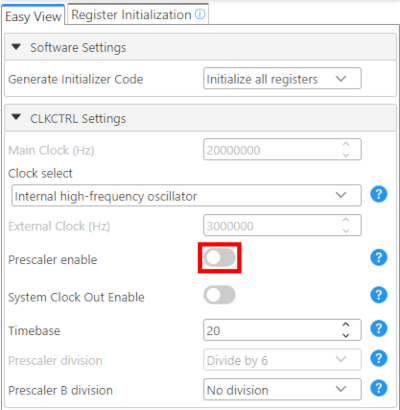 Easy View Register Initialization
Software Settings
Generate Initializer Code Initialize all registers
CLKCTRL Settings
Main Clock (Hz) 20000000
Clock select
Internal high-frequency oscillator ?
External Clock (Hz) 3000000 ?
Prescaler enable ?
System Clock Out Enable ?
Timebase 20 ?
Prescaler division Divide by 6 ?
Prescaler B division No division ?